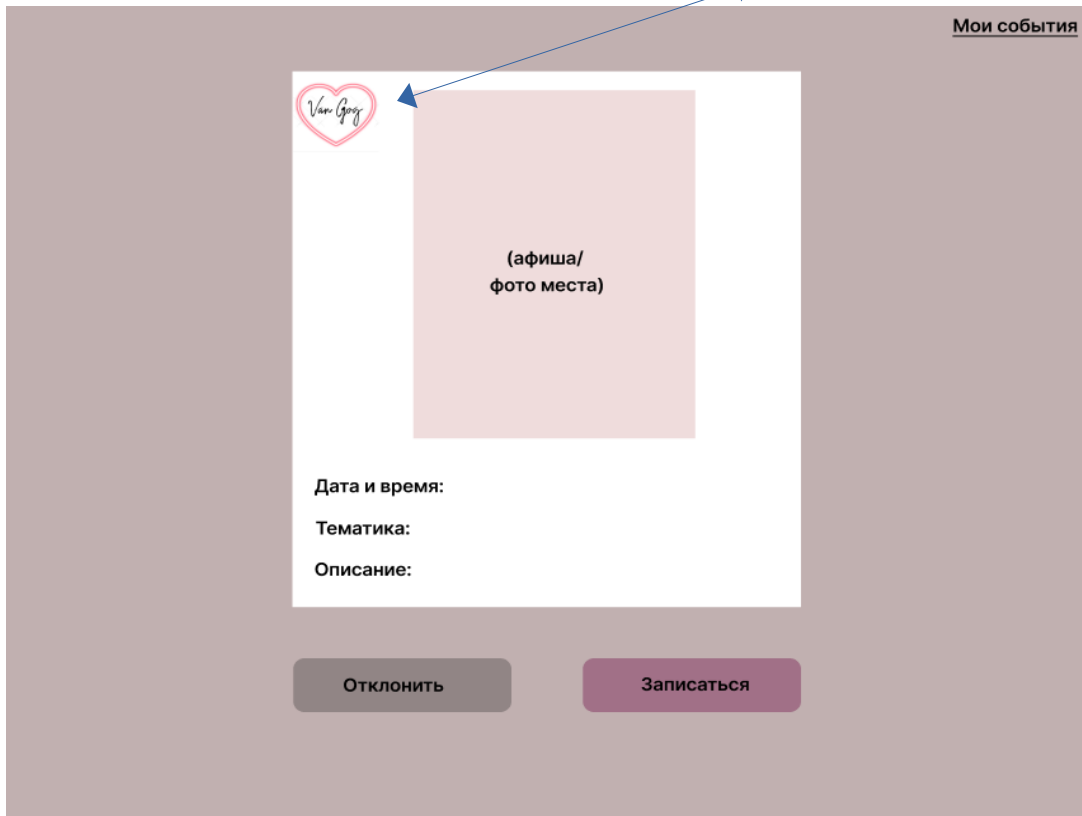 Мои события
Van Gog
(афиша/
фото места)
Дата и время:
Тематика:
Описание:
Отклонить
Записаться